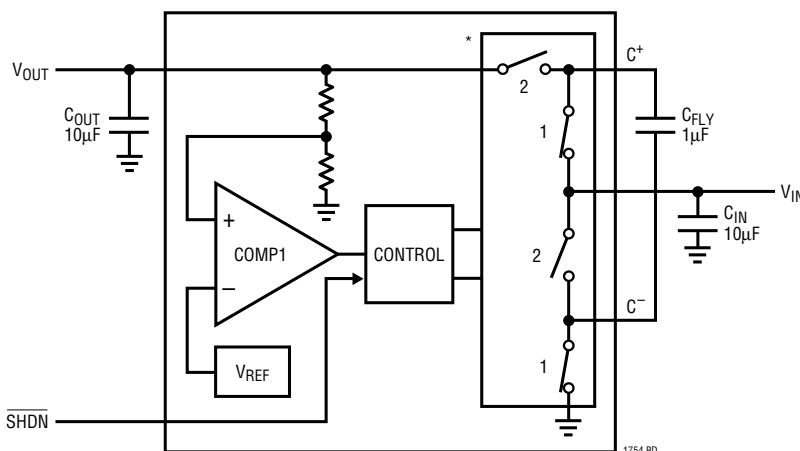 *
C⁺
V_OUT
2
C_OUT
10µF
C_FLY
1µF
1
V_IN
+
C_IN
10µF
COMP1
CONTROL
2
–
C⁻
V_REF
1
SHDN
1754 BD